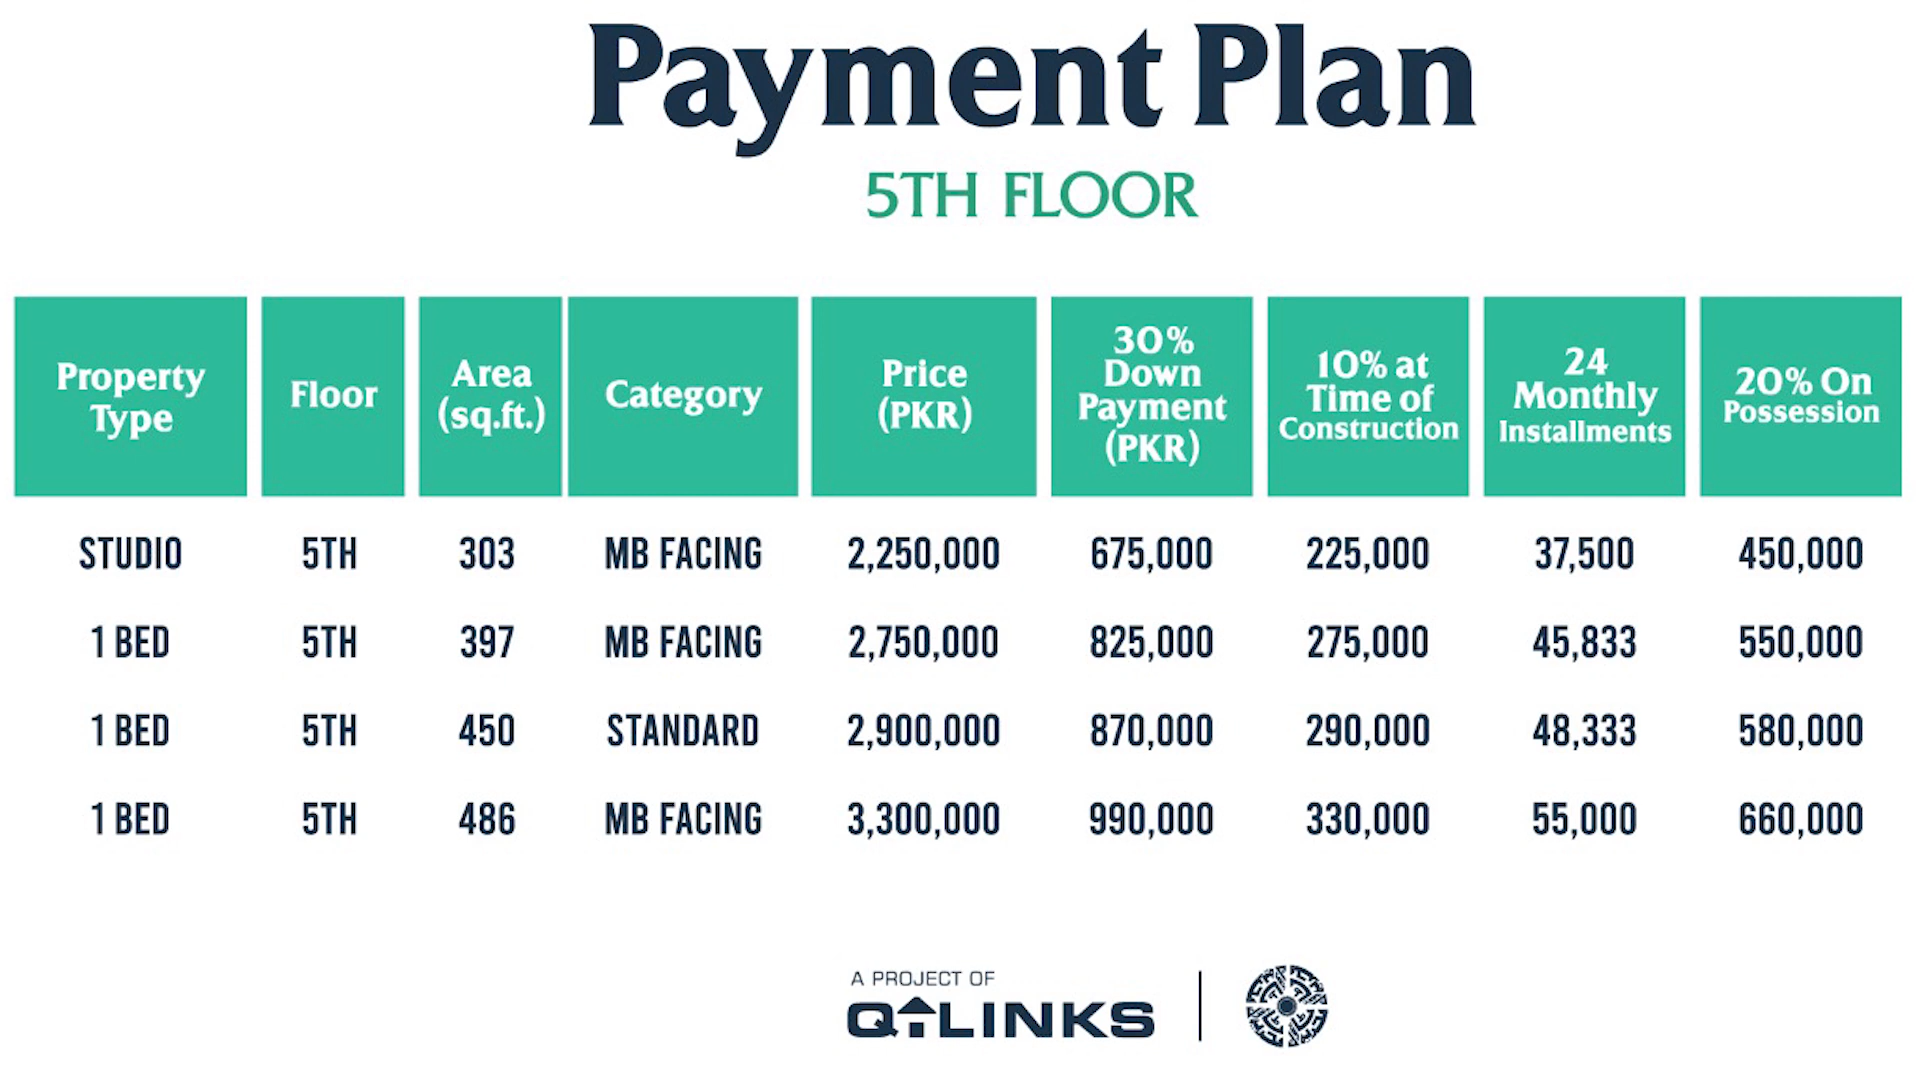 Payment Plan
5TH FLOOR
Property
Type
Floor
Area
(sq.ft.)
Category
Price
(PKR)
30%
Down
Payment
(PKR)
10% at
Time of
Construction
24
Monthly
Installments
20% On
Possession
STUDIO 5TH 303 MB FACING 2,250,000 675,000 225,000 37,500 450,000
1 BED 5TH 397 MB FACING 2,750,000 825,000 275,000 45,833 550,000
1 BED 5TH 450 STANDARD 2,900,000 870,000 290,000 48,333 580,000
1 BED 5TH 486 MB FACING 3,300,000 990,000 330,000 55,000 660,000
A PROJECT OF
Q LINKS